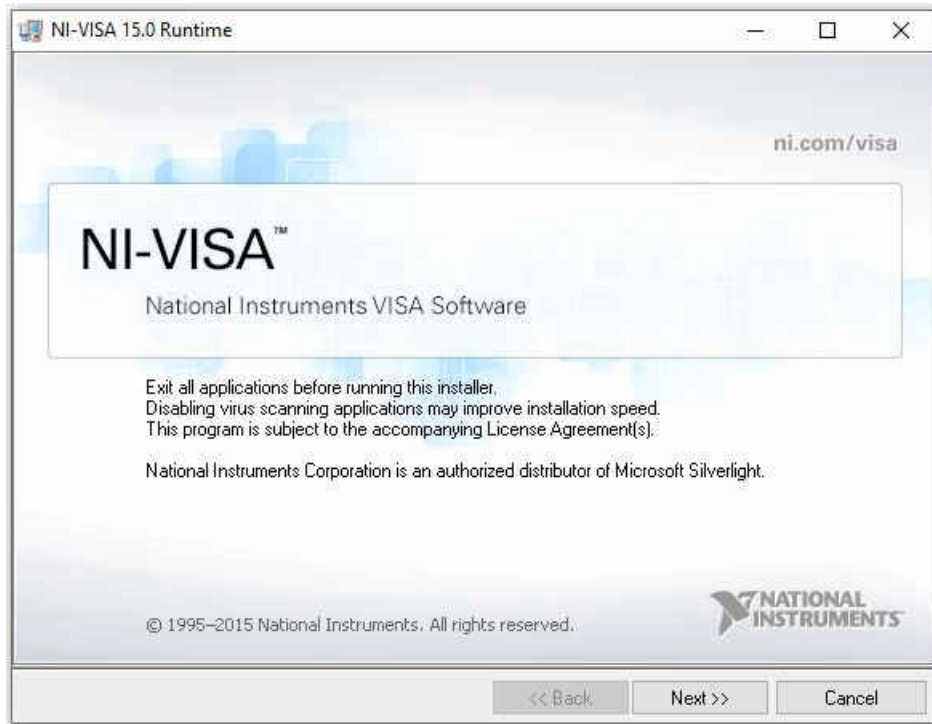 NI-VISA 15.0 Runtime
ni.com/visa
NI-VISA™
National Instruments VISA Software
Exit all applications before running this installer.
Disabling virus scanning applications may improve installation speed.
This program is subject to the accompanying License Agreement(s).
National Instruments Corporation is an authorized distributor of Microsoft Silverlight.
© 1995–2015 National Instruments. All rights reserved.
NATIONAL
INSTRUMENTS
<< Back
Next >>
Cancel